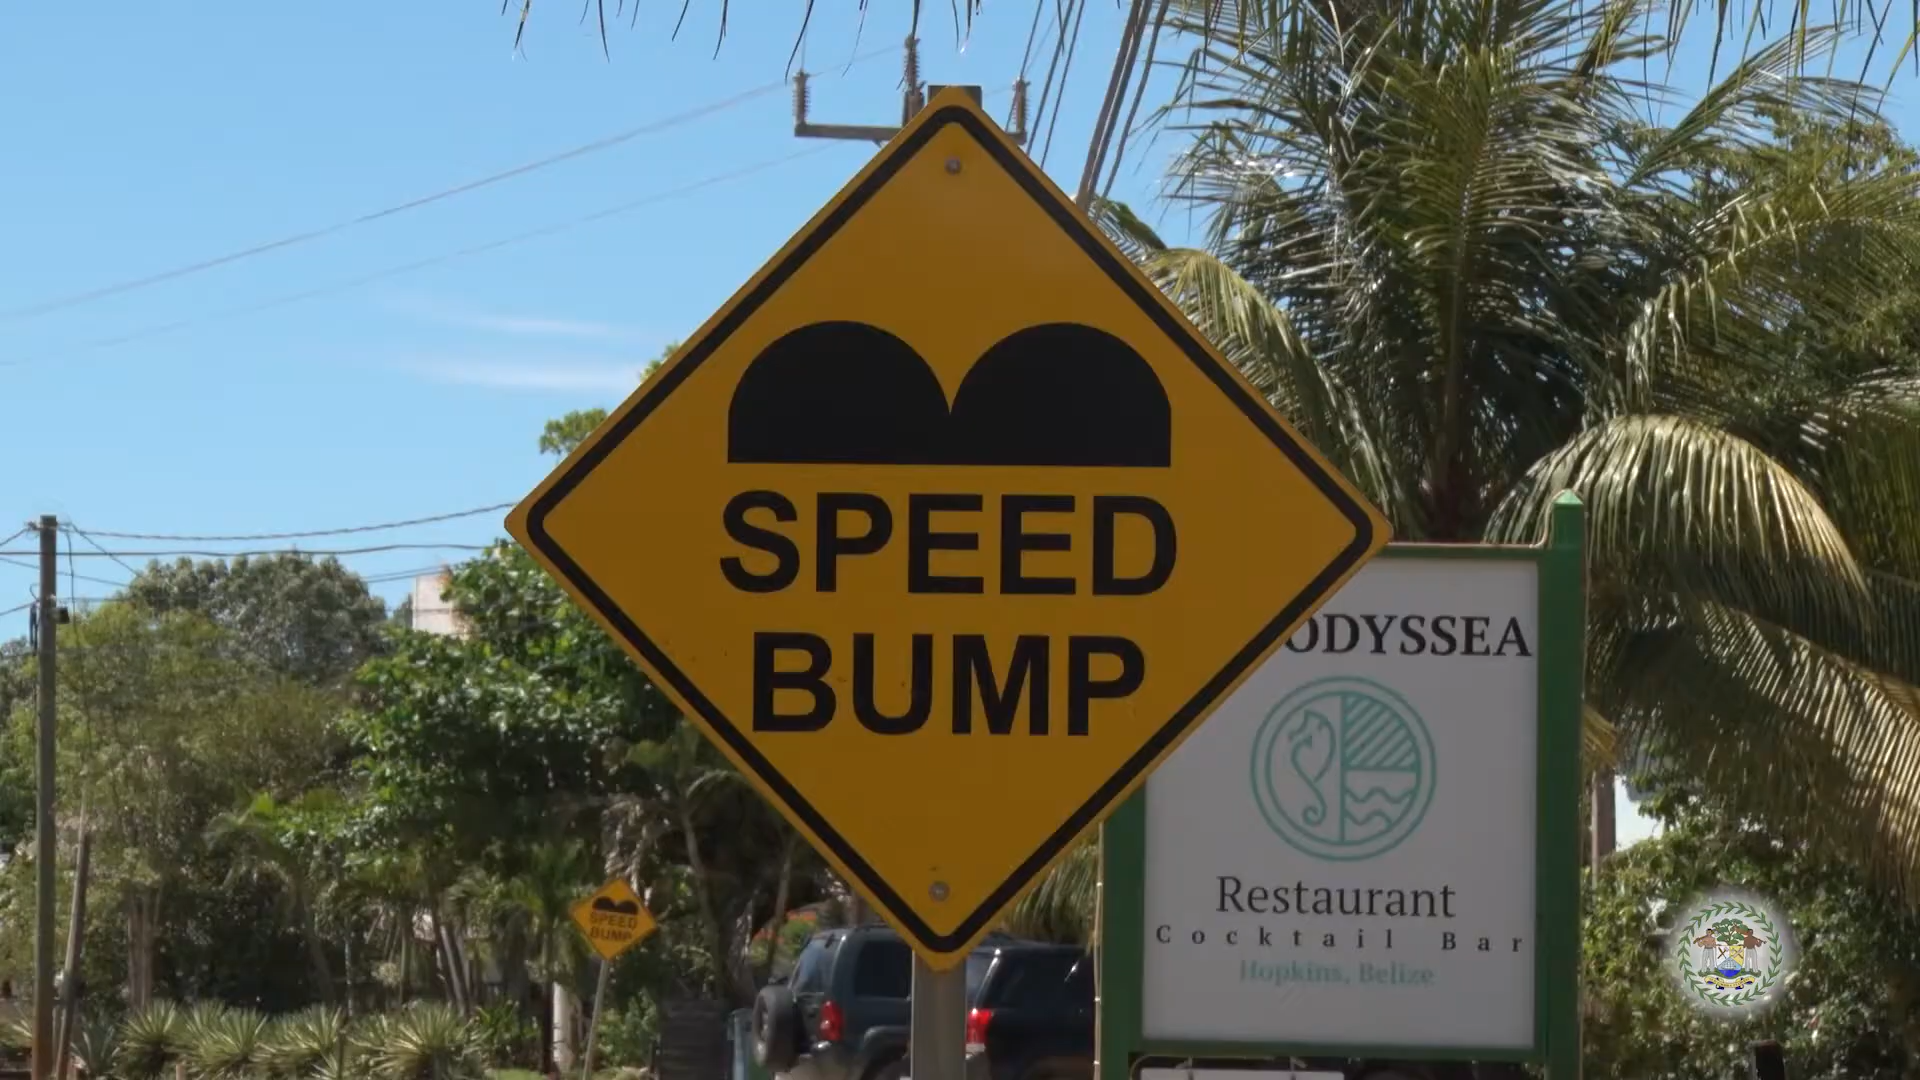 SPEED
BUMP
ODYSSEA
Restaurant
Cocktail Bar
Hopkins, Belize
SPEED
BUMP